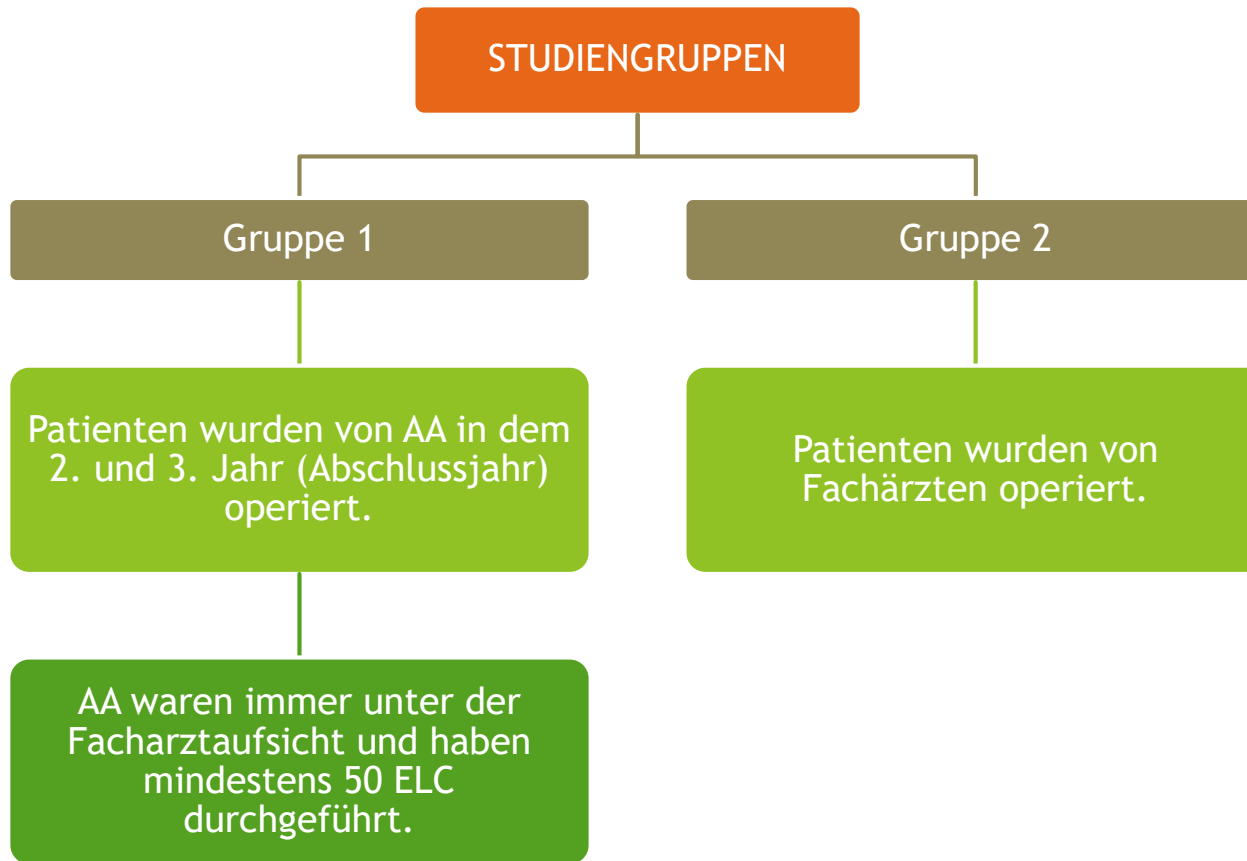 STUDIENGRUPPEN
Gruppe 1
Gruppe 2
Patienten wurden von AA in dem
2. und 3. Jahr (Abschlussjahr)
operiert.
Patienten wurden von
Fachärzten operiert.
AA waren immer unter der
Facharztaufsicht und haben
mindestens 50 ELC
durchgeführt.